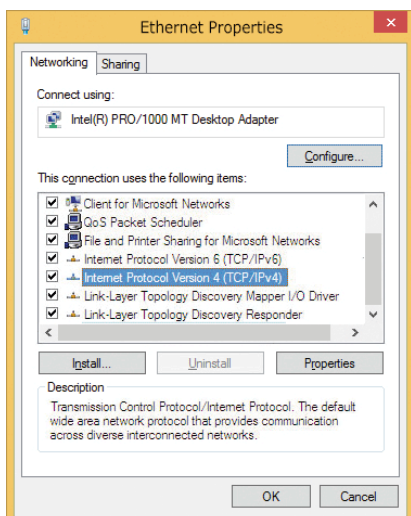 Ethernet Properties
Networking
Sharing
Connect using:
Intel(R) PRO/1000 MT Desktop Adapter
Configure...
This connection uses the following items:
Client for Microsoft Networks
QoS Packet Scheduler
File and Printer Sharing for Microsoft Networks
Internet Protocol Version 6 (TCP/IPv6)
Internet Protocol Version 4 (TCP/IPv4)
Link-Layer Topology Discovery Mapper I/O Driver
Link-Layer Topology Discovery Responder
Install...
Uninstall
Properties
Description
Transmission Control Protocol/Internet Protocol. The default
wide area network protocol that provides communication
across diverse interconnected networks.
OK
Cancel